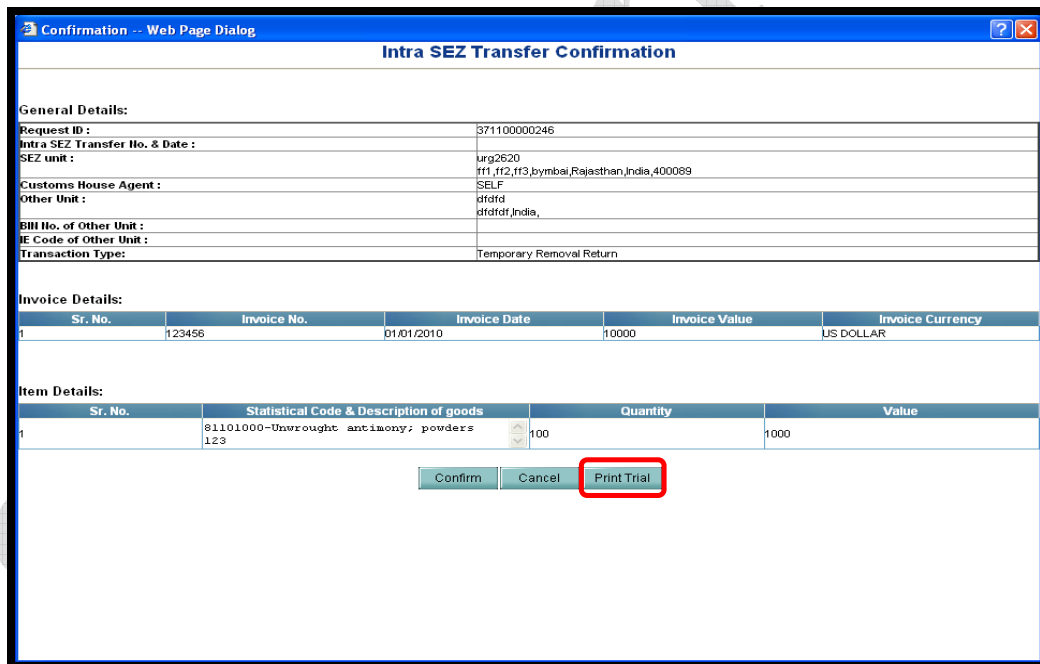 Confirmation -- Web Page Dialog
Intra SEZ Transfer Confirmation
General Details:
Request ID : 371100000246
Intra SEZ Transfer No. & Date :
SEZ unit : urg2620
ff1,ff2,ff3,bymbai,Rajasthan,India,400089
Customs House Agent : SELF
Other Unit : dfdfd
dfdfdf,India,
BIN No. of Other Unit :
IE Code of Other Unit :
Transaction Type: Temporary Removal Return
Invoice Details:
Sr. No. Invoice No. Invoice Date Invoice Value Invoice Currency
1 123456 01/01/2010 10000 US DOLLAR
Item Details:
Sr. No. Statistical Code & Description of goods Quantity Value
1 81101000-Unwrought antimony; powders 100 1000
123
Confirm Cancel Print Trial